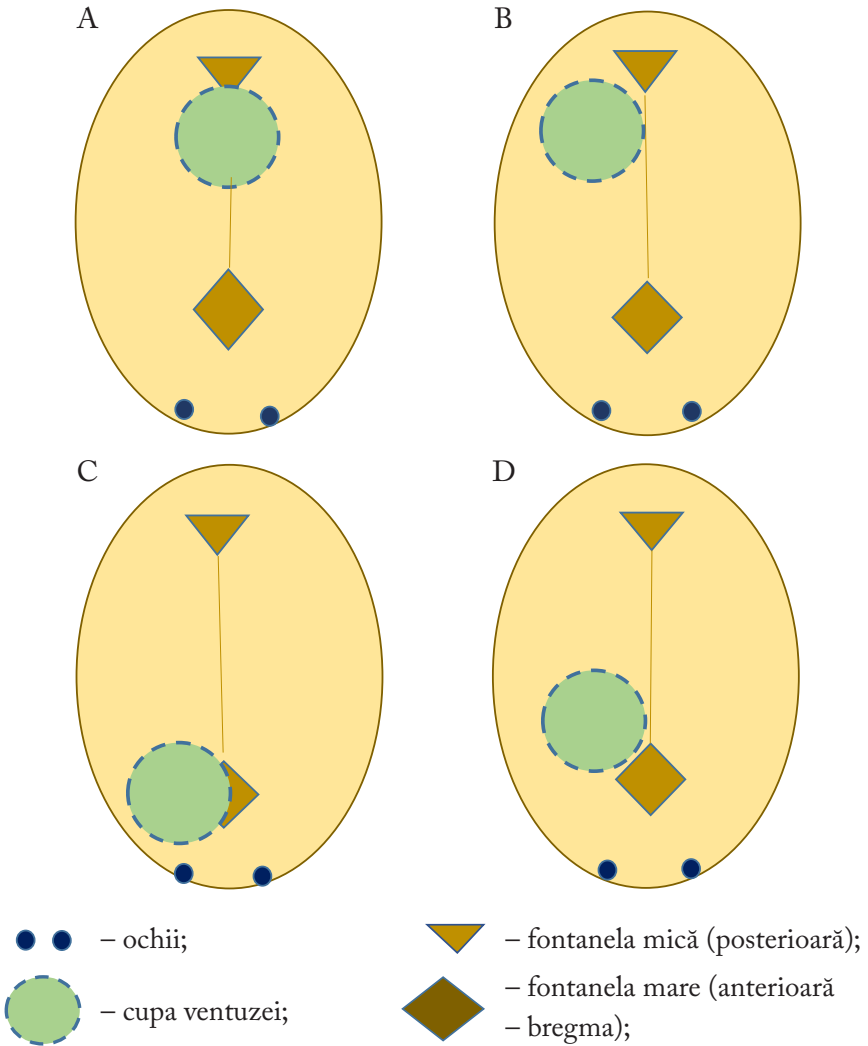 A
B
C
D
– ochii;
– fontanela mică (posterioară);
– cupa ventuzei;
– fontanela mare (anterioară
– bregma);